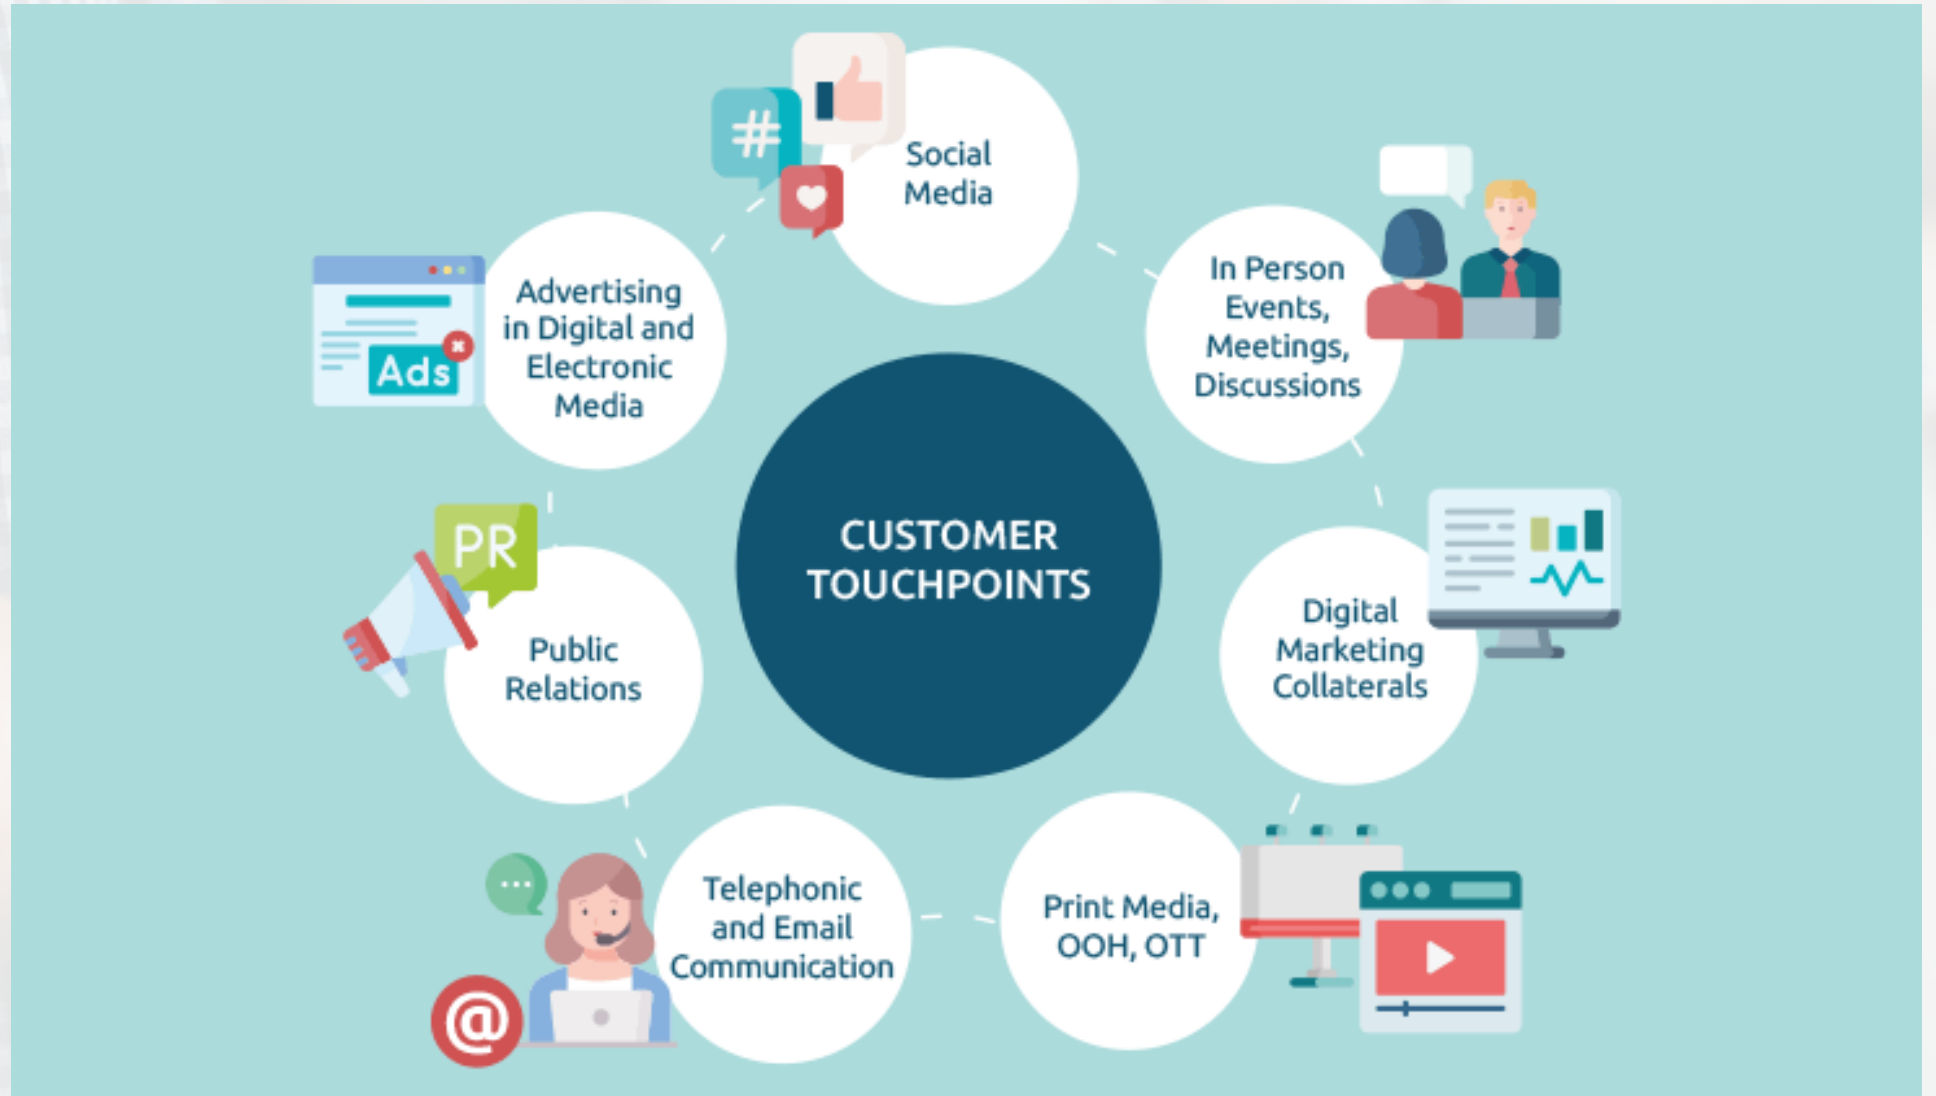 #
Social
Media
In Person
Events,
Meetings,
Discussions
Digital
Marketing
Collaterals
Print Media,
OOH, OTT
Telephonic
and Email
Communication
@
Public
Relations
PR
Advertising
in Digital and
Electronic
Media
Ads
CUSTOMER
TOUCHPOINTS